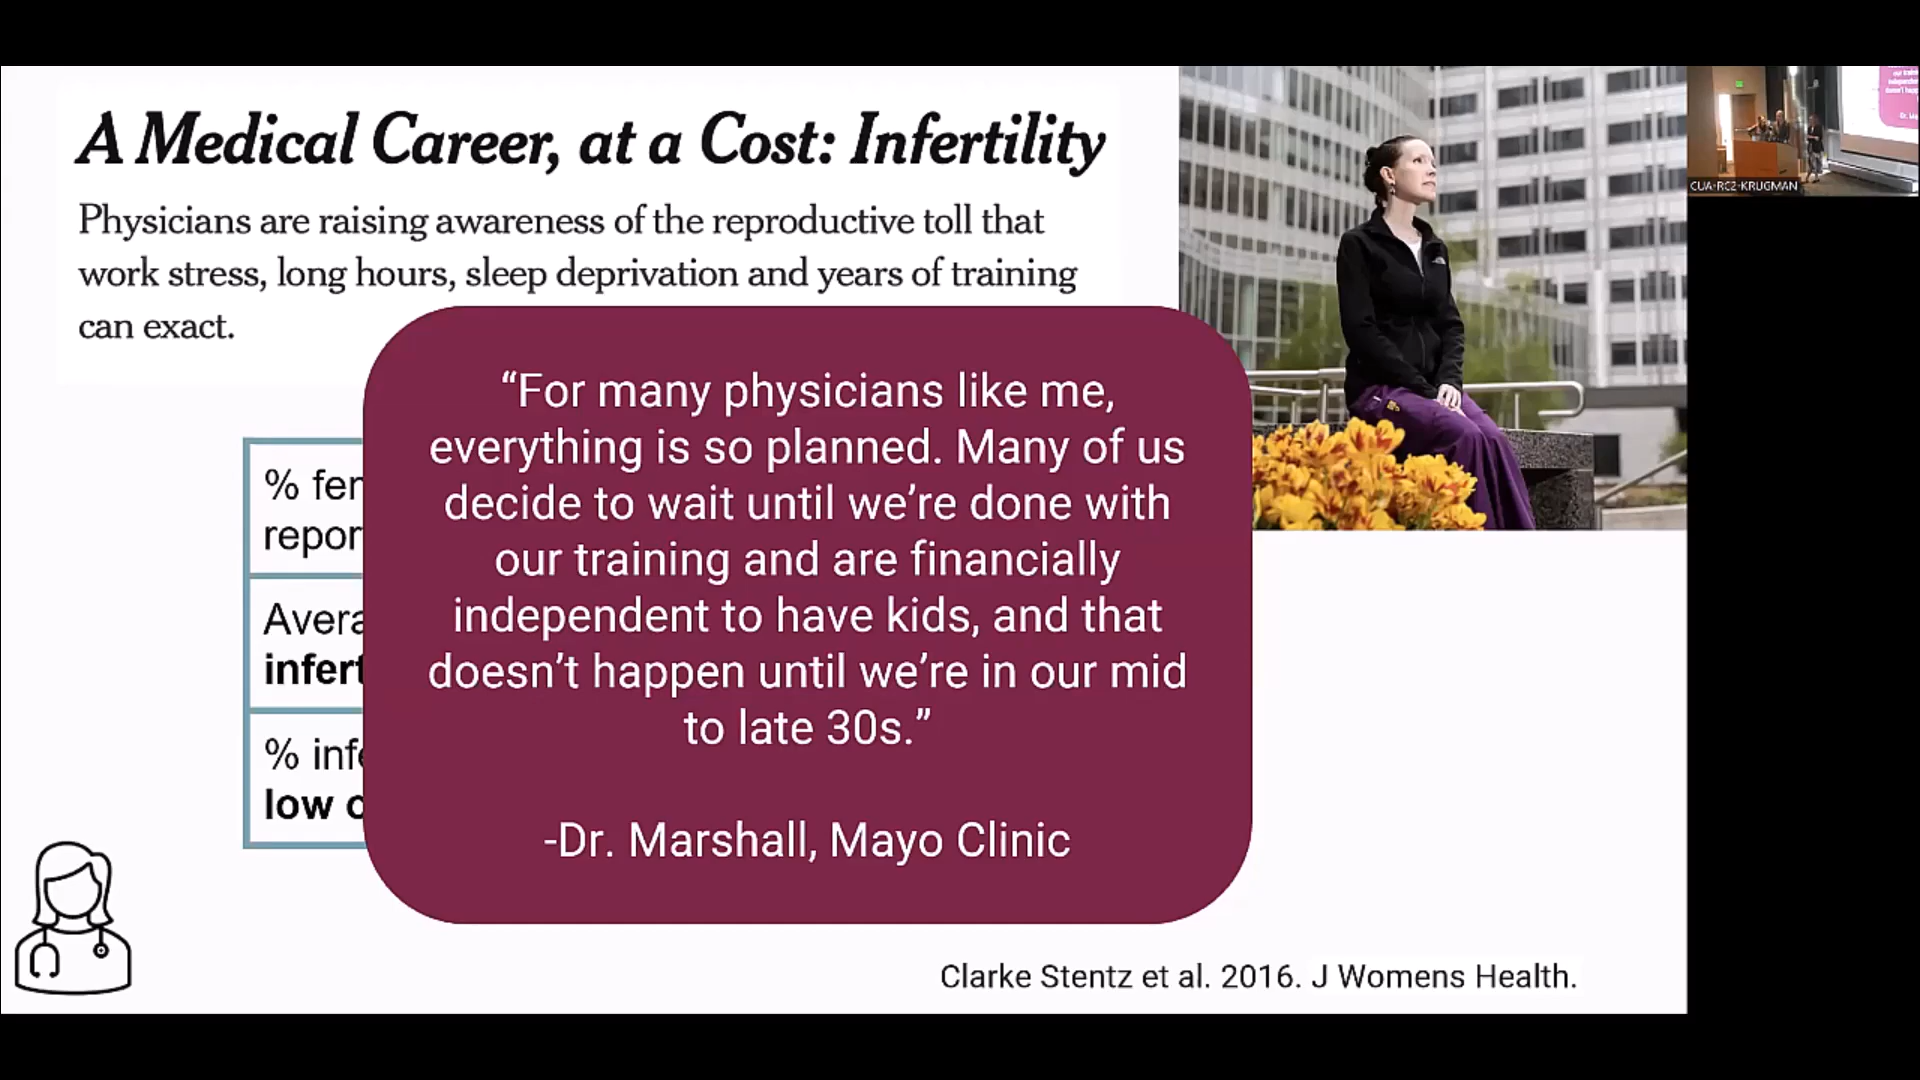 A Medical Career, at a Cost: Infertility
Physicians are raising awareness of the reproductive toll that
work stress, long hours, sleep deprivation and years of training
can exact.
“For many physicians like me,
everything is so planned. Many of us
decide to wait until we’re done with
our training and are financially
independent to have kids, and that
doesn’t happen until we’re in our mid
to late 30s.”
-Dr. Marshall, Mayo Clinic
% fer
repor
Avera
infert
% infe
low o
Clarke Stentz et al. 2016. J Womens Health.
CUA-RC2-KRUGMAN